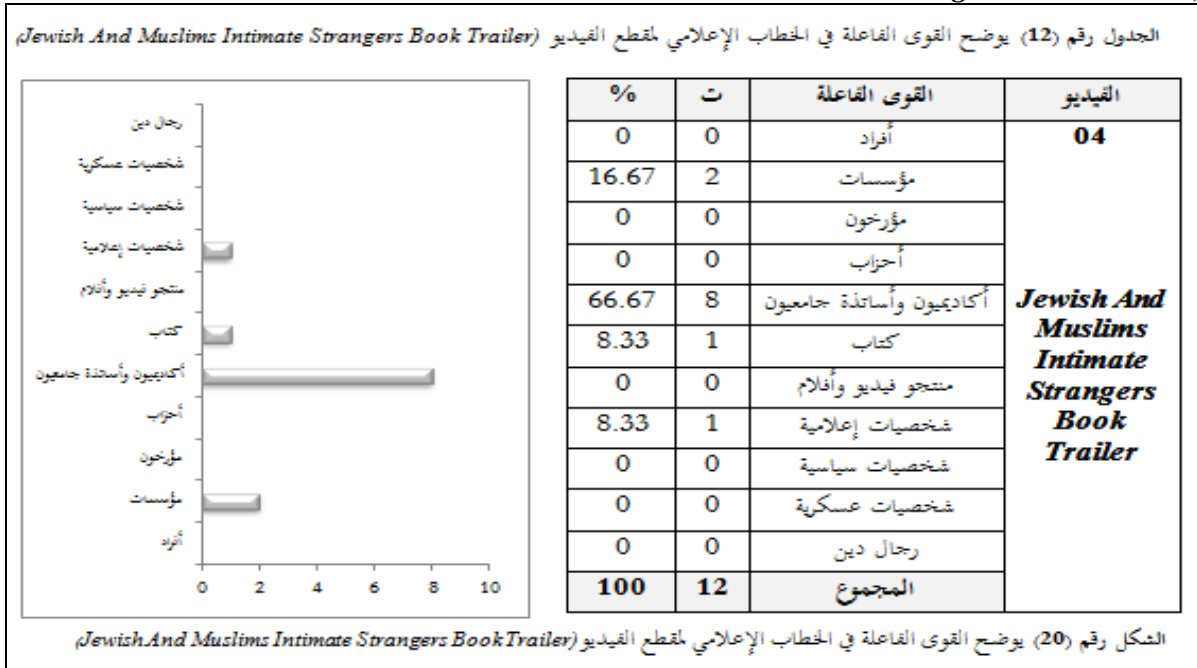 الجدول رقم (12) يوضح القوى الفاعلة في الخطاب الإعلامي لمقطع الفيديو (Jewish And Muslims Intimate Strangers Book Trailer)
رجال دين
شخصيات عسكرية
شخصيات سياسية
شخصيات إعلامية
منتجو فيديو وأفلام
كتاب
أكاديميون وأساتذة جامعيون
أحزاب
مؤرخون
مؤسسات
أفراد
0 2 4 6 8 10
الفيديو القوى الفاعلة ت %
04 أفراد 0 0
مؤسسات 2 16.67
مؤرخون 0 0
أحزاب 0 0
أكاديميون وأساتذة جامعيون 8 66.67
كتاب 1 8.33
منتجو فيديو وأفلام 0 0
شخصيات إعلامية 1 8.33
شخصيات سياسية 0 0
شخصيات عسكرية 0 0
رجال دين 0 0
المجموع 12 100
Jewish And
Muslims
Intimate
Strangers
Book
Trailer
الشكل رقم (20) يوضح القوى الفاعلة في الخطاب الإعلامي لمقطع الفيديو (Jewish And Muslims Intimate Strangers Book Trailer)